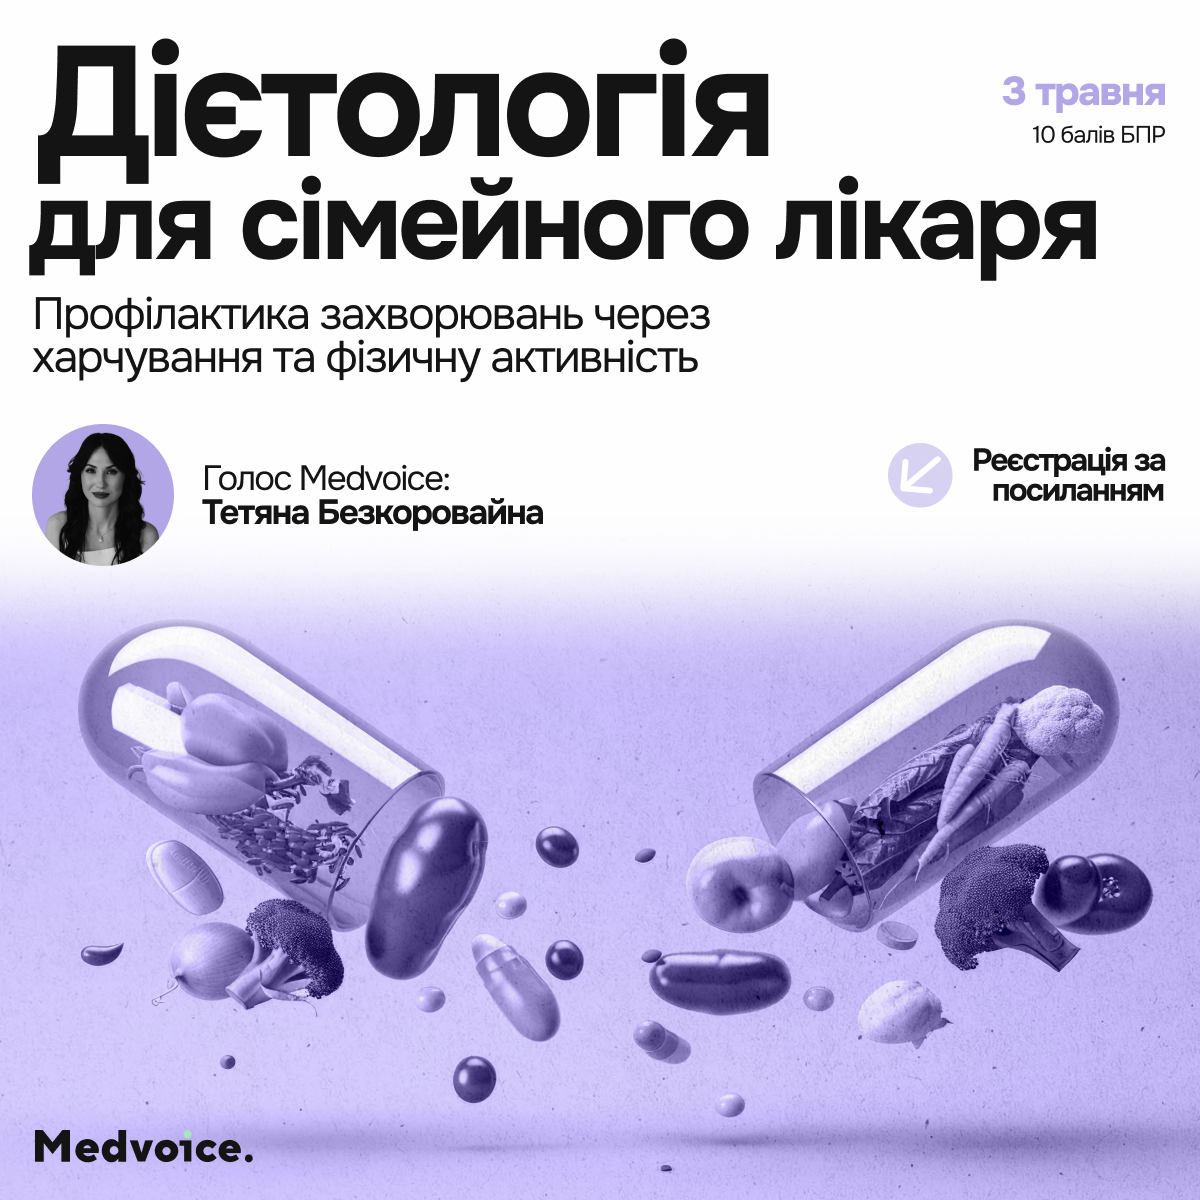 Дієтологія
для сімейного лікаря
3 травня
10 балів БПР
Профілактика захворювань через
харчування та фізичну активність
Голос Medvoice:
Тетяна Безкоровайна
Реєстрація за
посиланням
Medvoice.